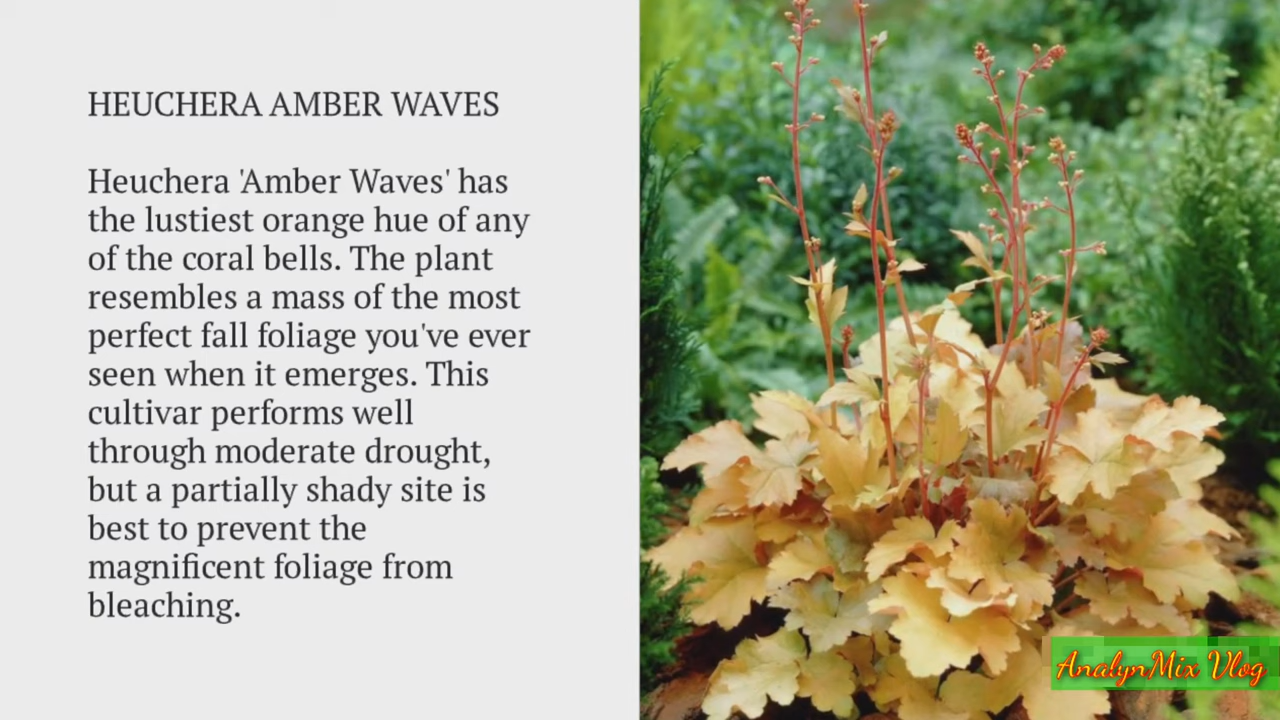 HEUCHERA AMBER WAVES
Heuchera 'Amber Waves' has
the lustiest orange hue of any
of the coral bells. The plant
resembles a mass of the most
perfect fall foliage you've ever
seen when it emerges. This
cultivar performs well
through moderate drought,
but a partially shady site is
best to prevent the
magnificent foliage from
bleaching.
AnalynMix Vlog